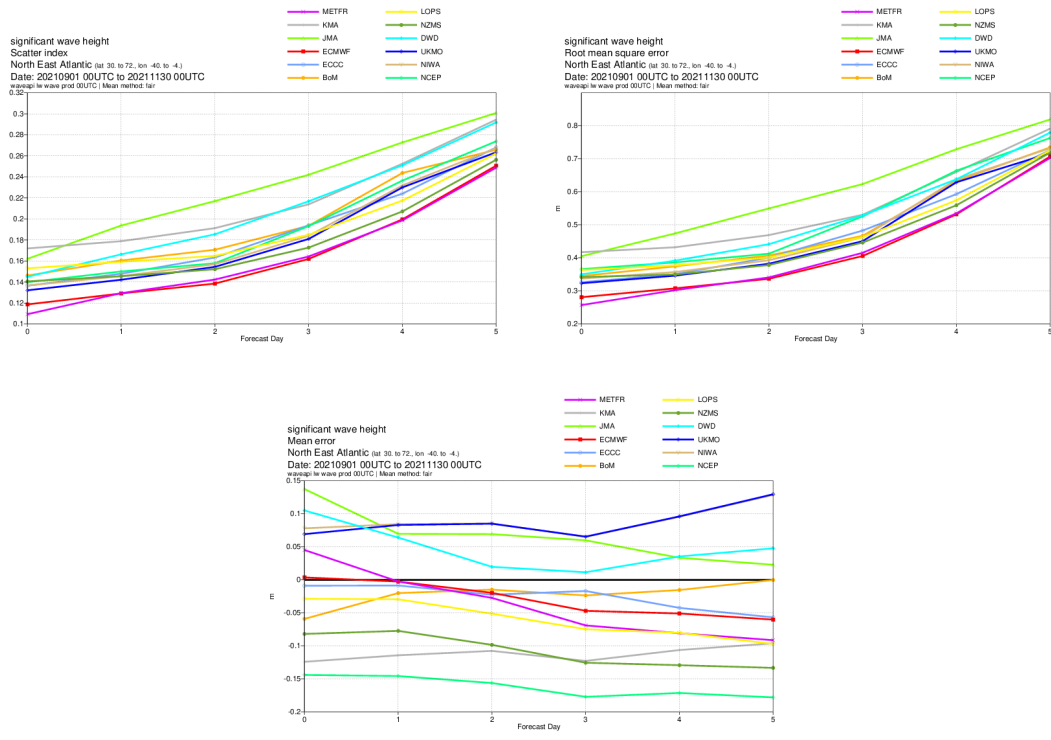 METFR LOPS
KMA NZMS
JMA DWD
ECMWF UKMO
ECCC NIWA
BoM NCEP
significant wave height
Scatter index
North East Atlantic (lat 30. to 72., lon -40. to -4.)
Date: 20210901 00UTC to 20211130 00UTC
waveapi lw wave prod 00UTC | Mean method: fair
0.32
0.3
0.28
0.26
0.24
0.22
0.2
0.18
0.16
0.14
0.12
0.1
0 1 2 3 4 5
Forecast Day
METFR LOPS
KMA NZMS
JMA DWD
ECMWF UKMO
ECCC NIWA
BoM NCEP
significant wave height
Root mean square error
North East Atlantic (lat 30. to 72., lon -40. to -4.)
Date: 20210901 00UTC to 20211130 00UTC
waveapi lw wave prod 00UTC | Mean method: fair
0.8
0.7
0.6
m
0.5
0.4
0.3
0.2
0 1 2 3 4 5
Forecast Day
METFR LOPS
KMA NZMS
JMA DWD
ECMWF UKMO
ECCC NIWA
BoM NCEP
significant wave height
Mean error
North East Atlantic (lat 30. to 72., lon -40. to -4.)
Date: 20210901 00UTC to 20211130 00UTC
waveapi lw wave prod 00UTC | Mean method: fair
0.15
0.1
0.05
0
m
-0.05
-0.1
-0.15
-0.2
0 1 2 3 4 5
Forecast Day